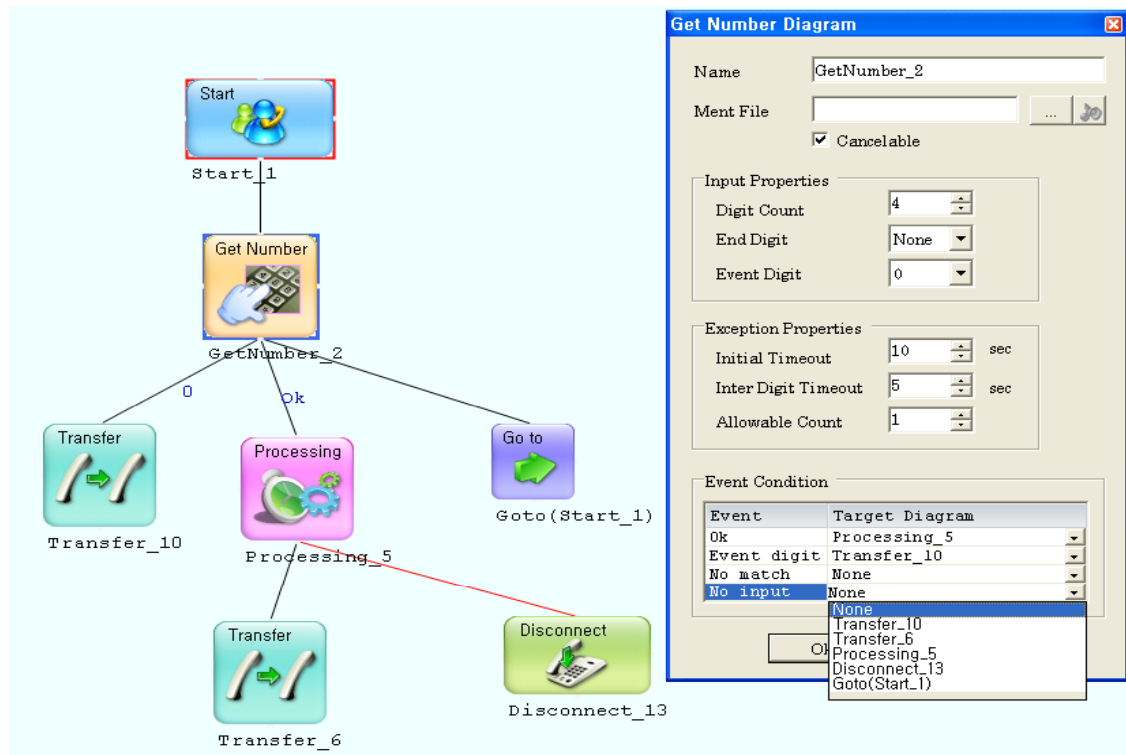 Start
Start_1
Get Number
GetNumber_2
0
Ok
Transfer
Transfer_10
Processing
Processing_5
Go to
Goto(Start_1)
Transfer
Transfer_6
Disconnect
Disconnect_13
Get Number Diagram
Name GetNumber_2
Ment File ...
Cancelable
Input Properties
Digit Count 4
End Digit None
Event Digit 0
Exception Properties
Initial Timeout 10 sec
Inter Digit Timeout 5 sec
Allowable Count 1
Event Condition
Event Target Diagram
Ok Processing_5
Event digit Transfer_10
No match None
No input None
None
Transfer_10
Transfer_6
Processing_5
Disconnect_13
Goto(Start_1)